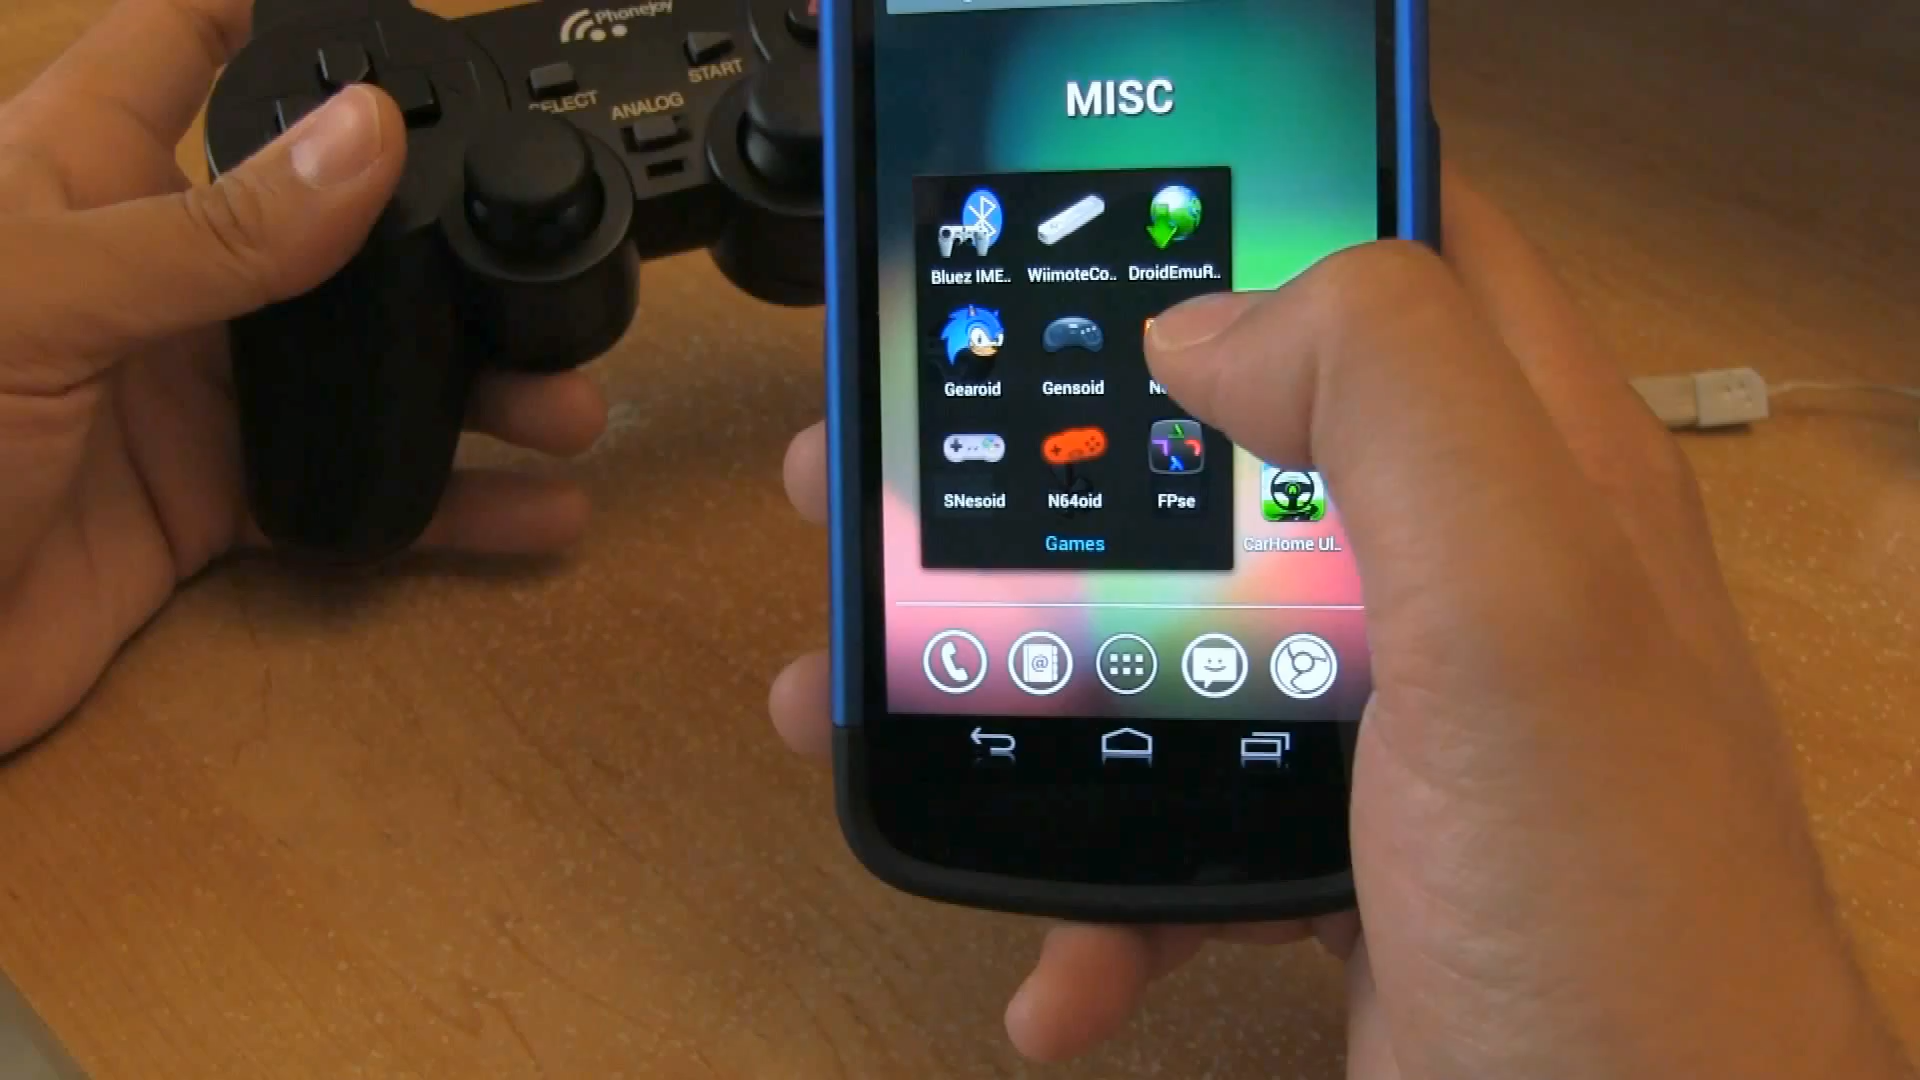 Phonejoy
SELECT
START
ANALOG
MISC
Bluez IME..
WiimoteCo..
DroidEmuR..
Gearoid
Gensoid
SNesoid
N64oid
FPse
Games
CarHome Ul..